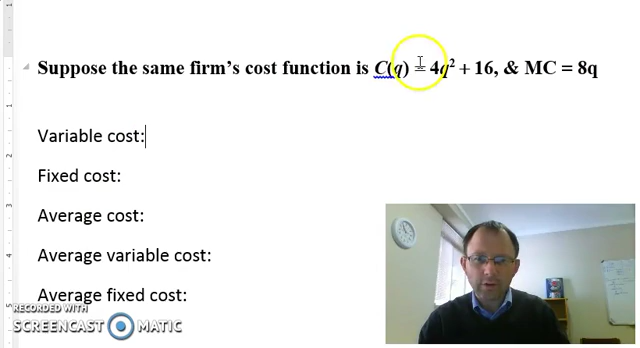 Suppose the same firm's cost function is C(q) = 4q² + 16, & MC = 8q
Variable cost:
Fixed cost:
Average cost:
Average variable cost:
Average fixed cost:
RECORDED WITH
SCREENCAST O MATIC